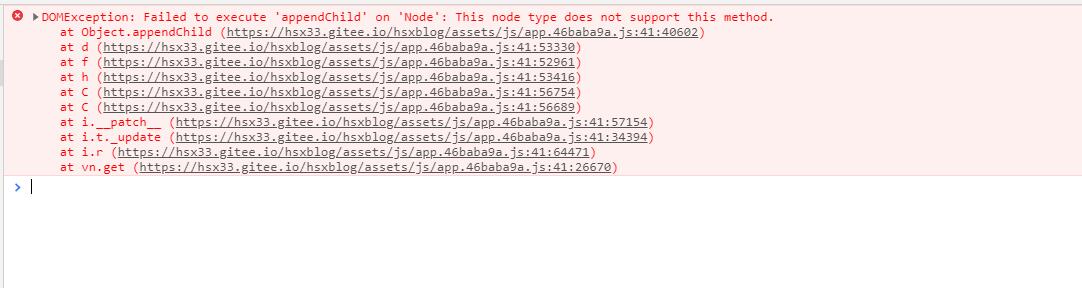 DOMException: Failed to execute 'appendChild' on 'Node': This node type does not support this method.
at Object.appendChild (https://hsx33.gitee.io/hsxblog/assets/js/app.46baba9a.js:41:40602)
at d (https://hsx33.gitee.io/hsxblog/assets/js/app.46baba9a.js:41:53330)
at f (https://hsx33.gitee.io/hsxblog/assets/js/app.46baba9a.js:41:52961)
at h (https://hsx33.gitee.io/hsxblog/assets/js/app.46baba9a.js:41:53416)
at C (https://hsx33.gitee.io/hsxblog/assets/js/app.46baba9a.js:41:56754)
at C (https://hsx33.gitee.io/hsxblog/assets/js/app.46baba9a.js:41:56689)
at i.__patch__ (https://hsx33.gitee.io/hsxblog/assets/js/app.46baba9a.js:41:57154)
at i.t._update (https://hsx33.gitee.io/hsxblog/assets/js/app.46baba9a.js:41:34394)
at i.r (https://hsx33.gitee.io/hsxblog/assets/js/app.46baba9a.js:41:64471)
at vn.get (https://hsx33.gitee.io/hsxblog/assets/js/app.46baba9a.js:41:26670)